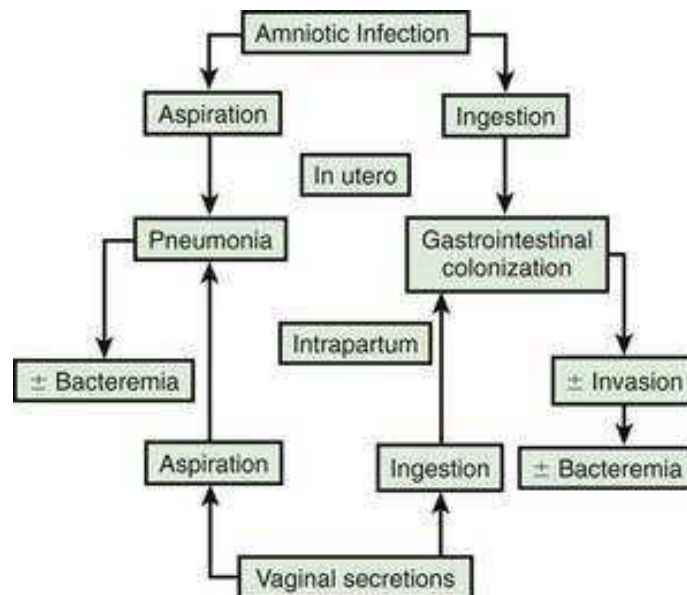 Amniotic Infection
Aspiration
Ingestion
In utero
Pneumonia
Gastrointestinal
colonization
Intrapartum
± Bacteremia
± Invasion
Aspiration
Ingestion
± Bacteremia
Vaginal secretions